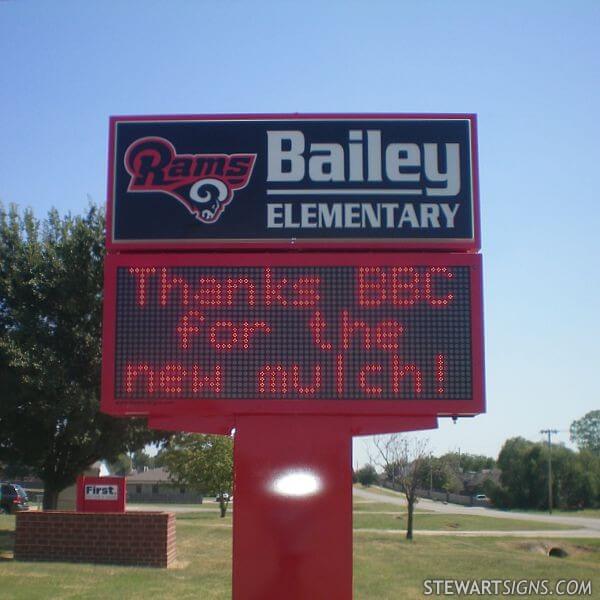 Rams
Bailey
ELEMENTARY
Thanks BBC
for the
new mulch!
First.
STEWARTSIGNS.COM